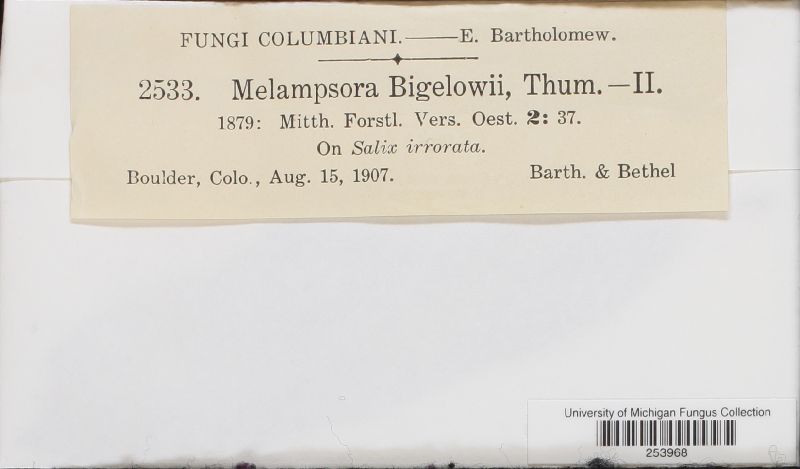 FUNGI COLUMBIANI.——E. Bartholomew.
2533. Melampsora Bigelowii, Thum.—II.
1879: Mitth. Forstl. Vers. Oest. 2: 37.
On Salix irrorata.
Boulder, Colo., Aug. 15, 1907. Barth. & Bethel
University of Michigan Fungus Collection
253968